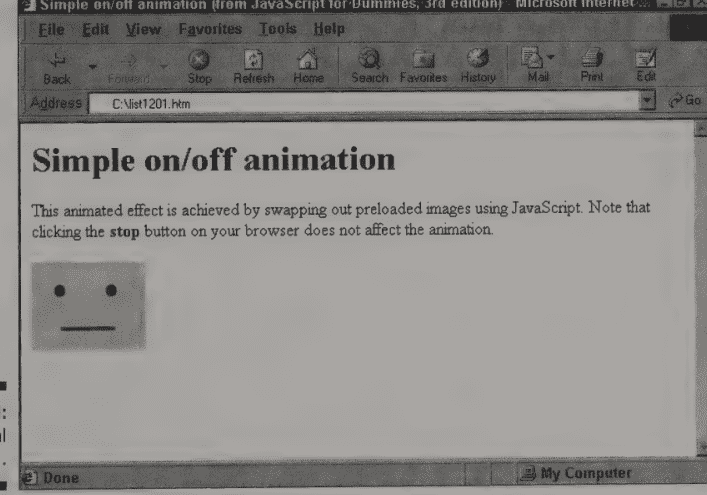 Simple on/off animation (from JavaScript for Dummies, 3rd edition) - Microsoft Internet...
File Edit View Favorites Tools Help
Back Forward Stop Refresh Home Search Favorites History Mail Print Edit
Address C:\list1201.htm Go
Simple on/off animation
This animated effect is achieved by swapping out preloaded images using JavaScript. Note that
clicking the stop button on your browser does not affect the animation.
Done My Computer